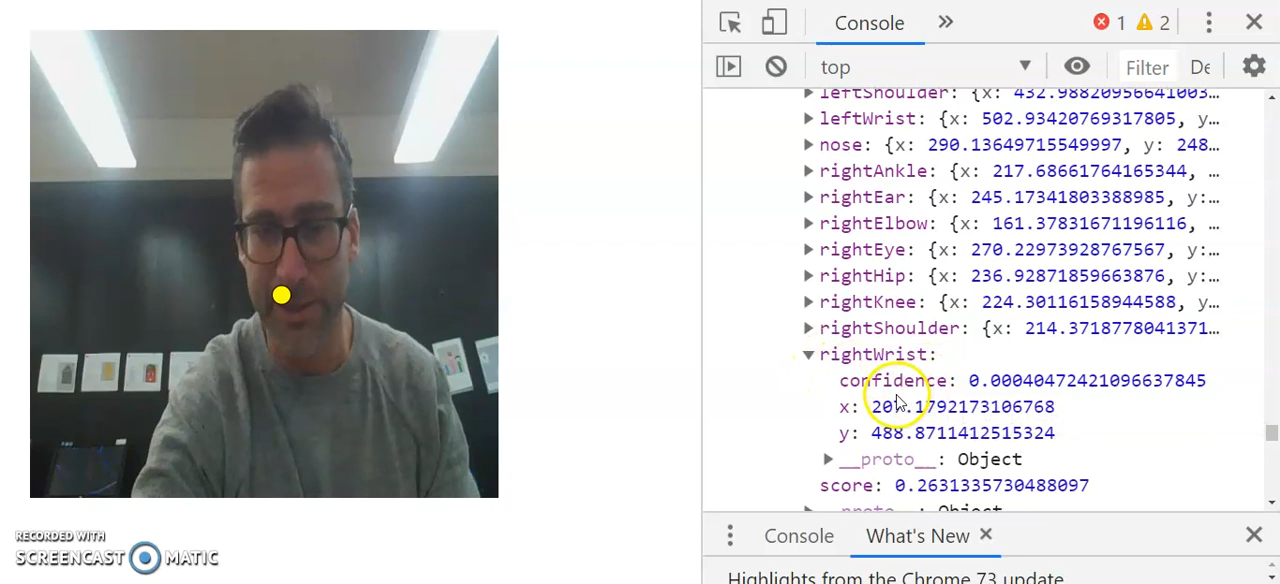 Console » 1 2
top Filter De
leftShoulder: {x: 432.98820956641003…
leftWrist: {x: 502.93420769317805, y…
nose: {x: 290.13649715549997, y: 248…
rightAnkle: {x: 217.68661764165344, …
rightEar: {x: 245.17341803388985, y:…
rightElbow: {x: 161.37831671196116, …
rightEye: {x: 270.22973928767567, y:…
rightHip: {x: 236.92871859663876, y:…
rightKnee: {x: 224.30116158944588, y…
rightShoulder: {x: 214.3718778041371…
rightWrist:
confidence: 0.00040472421096637845
x:
y: 488.8711412515324
__proto__: Object
score: 0.2631335730488097
__proto__: Object
Console What's New
Highlights from the Chrome 73 update
RECORDED WITH
SCREENCAST MATIC